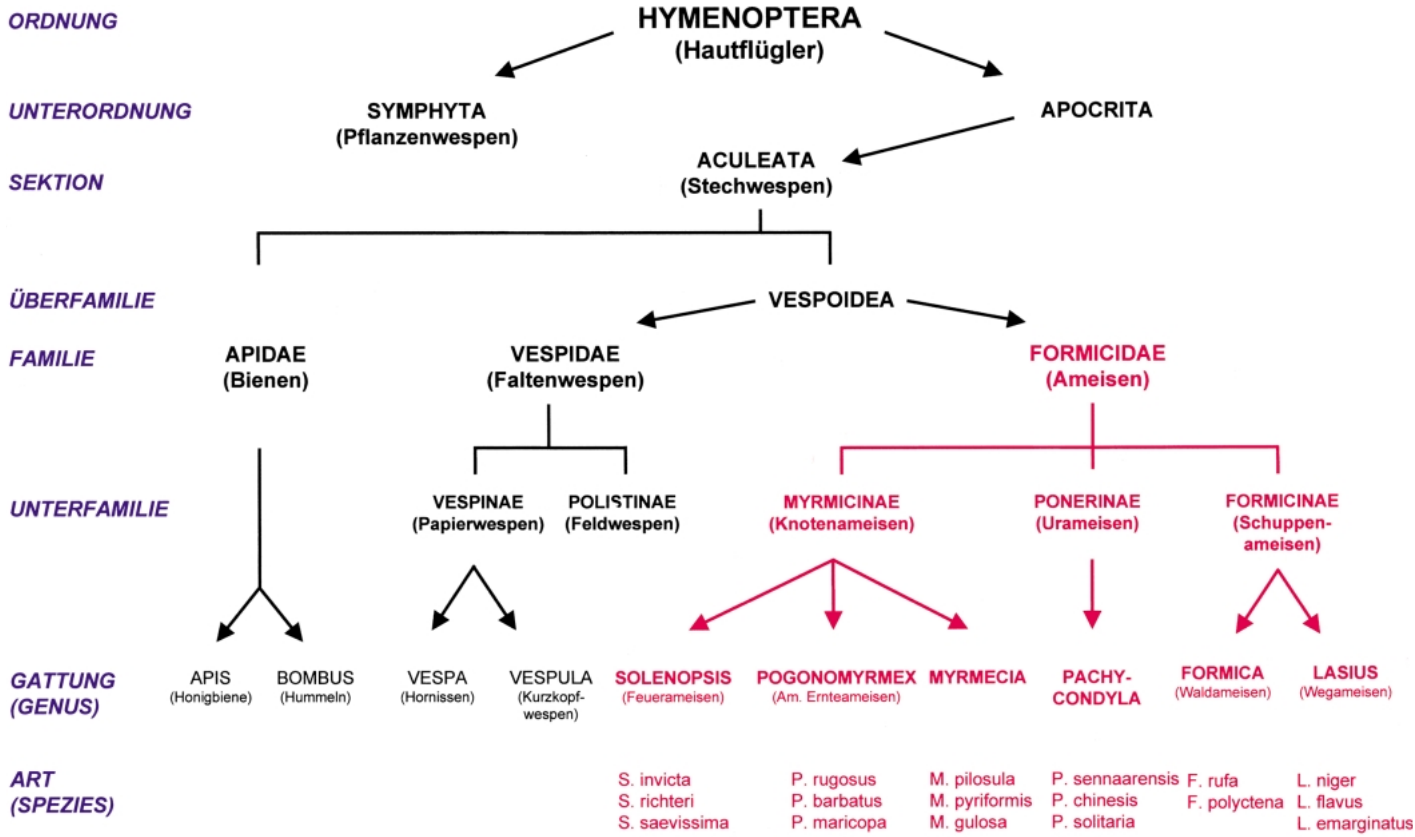 ORDNUNG
HYMENOPTERA
(Hautflügler)
UNTERORDNUNG
SYMPHYTA
(Pflanzenwespen)
APOCRITA
SEKTION
ACULEATA
(Stechwespen)
ÜBERFAMILIE
VESPOIDEA
FAMILIE
APIDAE
(Bienen)
VESPIDAE
(Faltenwespen)
FORMICIDAE
(Ameisen)
UNTERFAMILIE
VESPINAE
(Papierwespen)
POLISTINAE
(Feldwespen)
MYRMICINAE
(Knotenameisen)
PONERINAE
(Urameisen)
FORMICINAE
(Schuppen-
ameisen)
GATTUNG
(GENUS)
APIS
(Honigbiene)
BOMBUS
(Hummeln)
VESPA
(Hornissen)
VESPULA
(Kurzkopf-
wespen)
SOLENOPSIS
(Feuerameisen)
POGONOMYRMEX
(Am. Ernteameisen)
MYRMECIA
PACHY-
CONDYLA
FORMICA
(Waldameisen)
LASIUS
(Wegameisen)
ART
(SPEZIES)
S. invicta
S. richteri
S. saevissima
P. rugosus
P. barbatus
P. maricopa
M. pilosula
M. pyriformis
M. gulosa
P. sennaarensis
P. chinesis
P. solitaria
F. rufa
F. polyctena
L. niger
L. flavus
L. emarginatus